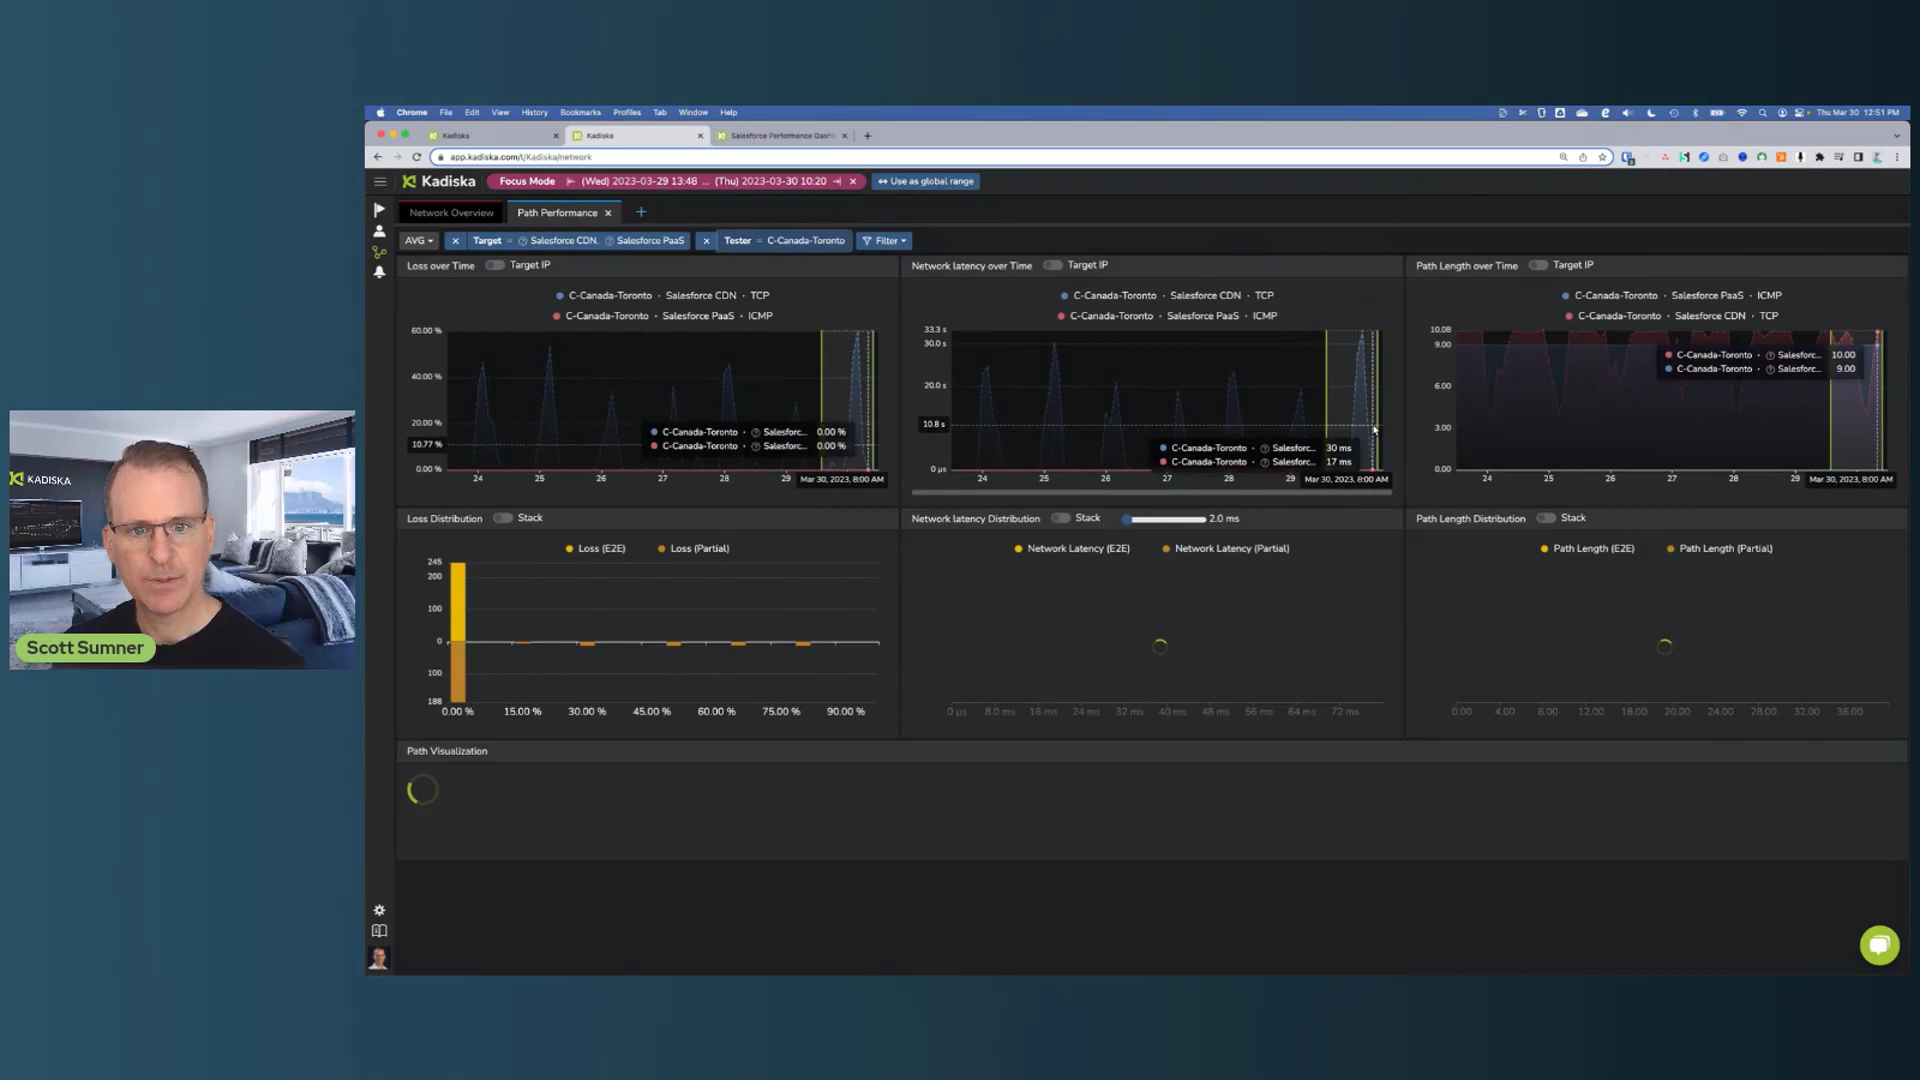 Chrome File Edit View History Bookmarks Profiles Tab Window Help Thu Mar 30 12:51 PM
Kadiska Kadiska Salesforce Performance Dashb
app.kadiska.com/t/Kadiska/network
Kadiska Focus Mode (Wed) 2023-03-29 13:48 ... (Thu) 2023-03-30 10:20 Use as global range
Network Overview Path Performance
AVG Target = Salesforce CDN, Salesforce PaaS Tester = C-Canada-Toronto Filter
Loss over Time Target IP
C-Canada-Toronto · Salesforce CDN · TCP
C-Canada-Toronto · Salesforce PaaS · ICMP
60.00 %
40.00 %
20.00 %
10.77 %
0.00 %
C-Canada-Toronto · Salesforc... 0.00 %
C-Canada-Toronto · Salesforc... 0.00 %
24 25 26 27 28 29 Mar 30, 2023, 8:00 AM
Network latency over Time Target IP
C-Canada-Toronto · Salesforce CDN · TCP
C-Canada-Toronto · Salesforce PaaS · ICMP
33.3 s
30.0 s
20.0 s
10.8 s
0 µs
C-Canada-Toronto · Salesforc... 30 ms
C-Canada-Toronto · Salesforc... 17 ms
24 25 26 27 28 29 Mar 30, 2023, 8:00 AM
Path Length over Time Target IP
C-Canada-Toronto · Salesforce PaaS · ICMP
C-Canada-Toronto · Salesforce CDN · TCP
10.08
9.00
6.00
3.00
0.00
C-Canada-Toronto · Salesforc... 10.00
C-Canada-Toronto · Salesforc... 9.00
24 25 26 27 28 29 Mar 30, 2023, 8:00 AM
Loss Distribution Stack
Loss (E2E) Loss (Partial)
245
200
100
0
100
188
0.00 % 15.00 % 30.00 % 45.00 % 60.00 % 75.00 % 90.00 %
Network latency Distribution Stack 2.0 ms
Network Latency (E2E) Network Latency (Partial)
0 µs 8.0 ms 16 ms 24 ms 32 ms 40 ms 48 ms 56 ms 64 ms 72 ms
Path Length Distribution Stack
Path Length (E2E) Path Length (Partial)
0.00 4.00 8.00 12.00 16.00 20.00 24.00 28.00 32.00 36.00
Path Visualization
KADISKA
Scott Sumner